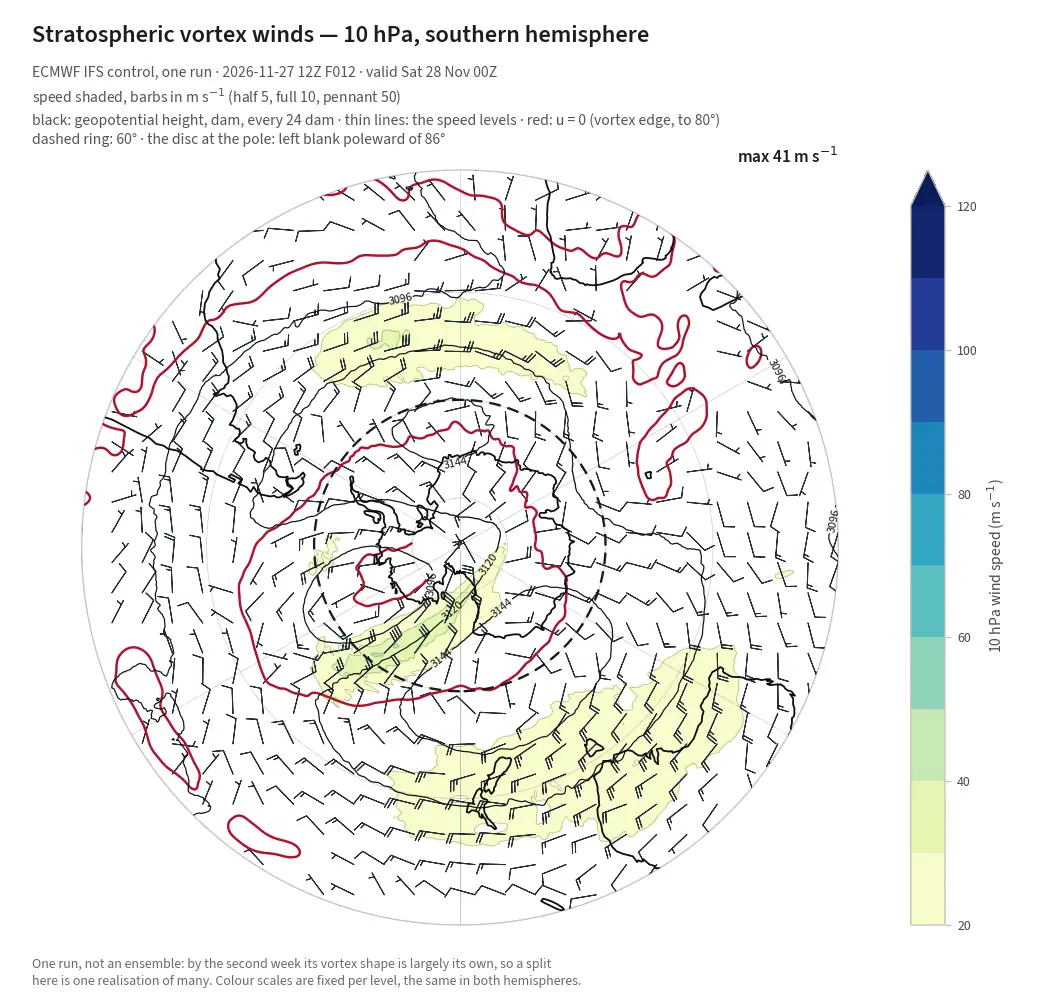 Stratospheric vortex winds — 10 hPa, southern hemisphere
ECMWF IFS control, one run · 2026-11-27 12Z F012 · valid Sat 28 Nov 00Z
speed shaded, barbs in m s⁻¹ (half 5, full 10, pennant 50)
black: geopotential height, dam, every 24 dam · thin lines: the speed levels · red: u = 0 (vortex edge, to 80°)
dashed ring: 60° · the disc at the pole: left blank poleward of 86°
max 41 m s⁻¹
120
100
80
60
40
20
10 hPa wind speed (m s⁻¹)
3096
3096
3144
3096
3120
3096
3120
3144
3144
One run, not an ensemble: by the second week its vortex shape is largely its own, so a split
here is one realisation of many. Colour scales are fixed per level, the same in both hemispheres.